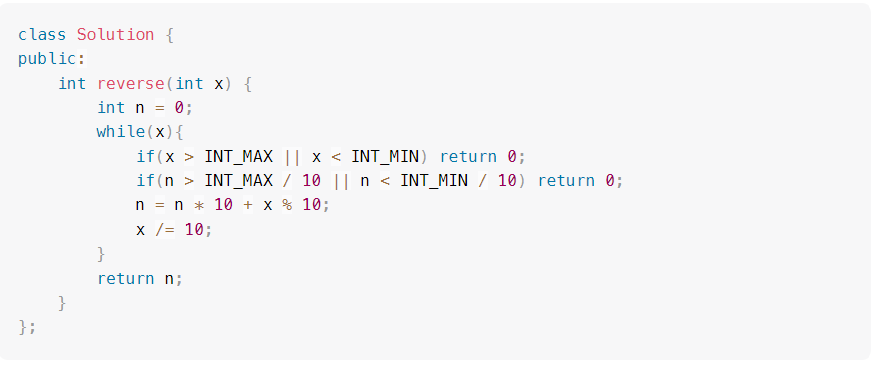 class Solution {
public:
    int reverse(int x) {
        int n = 0;
        while(x){
            if(x > INT_MAX || x < INT_MIN) return 0;
            if(n > INT_MAX / 10 || n < INT_MIN / 10) return 0;
            n = n * 10 + x % 10;
            x /= 10;
        }
        return n;
    }
};